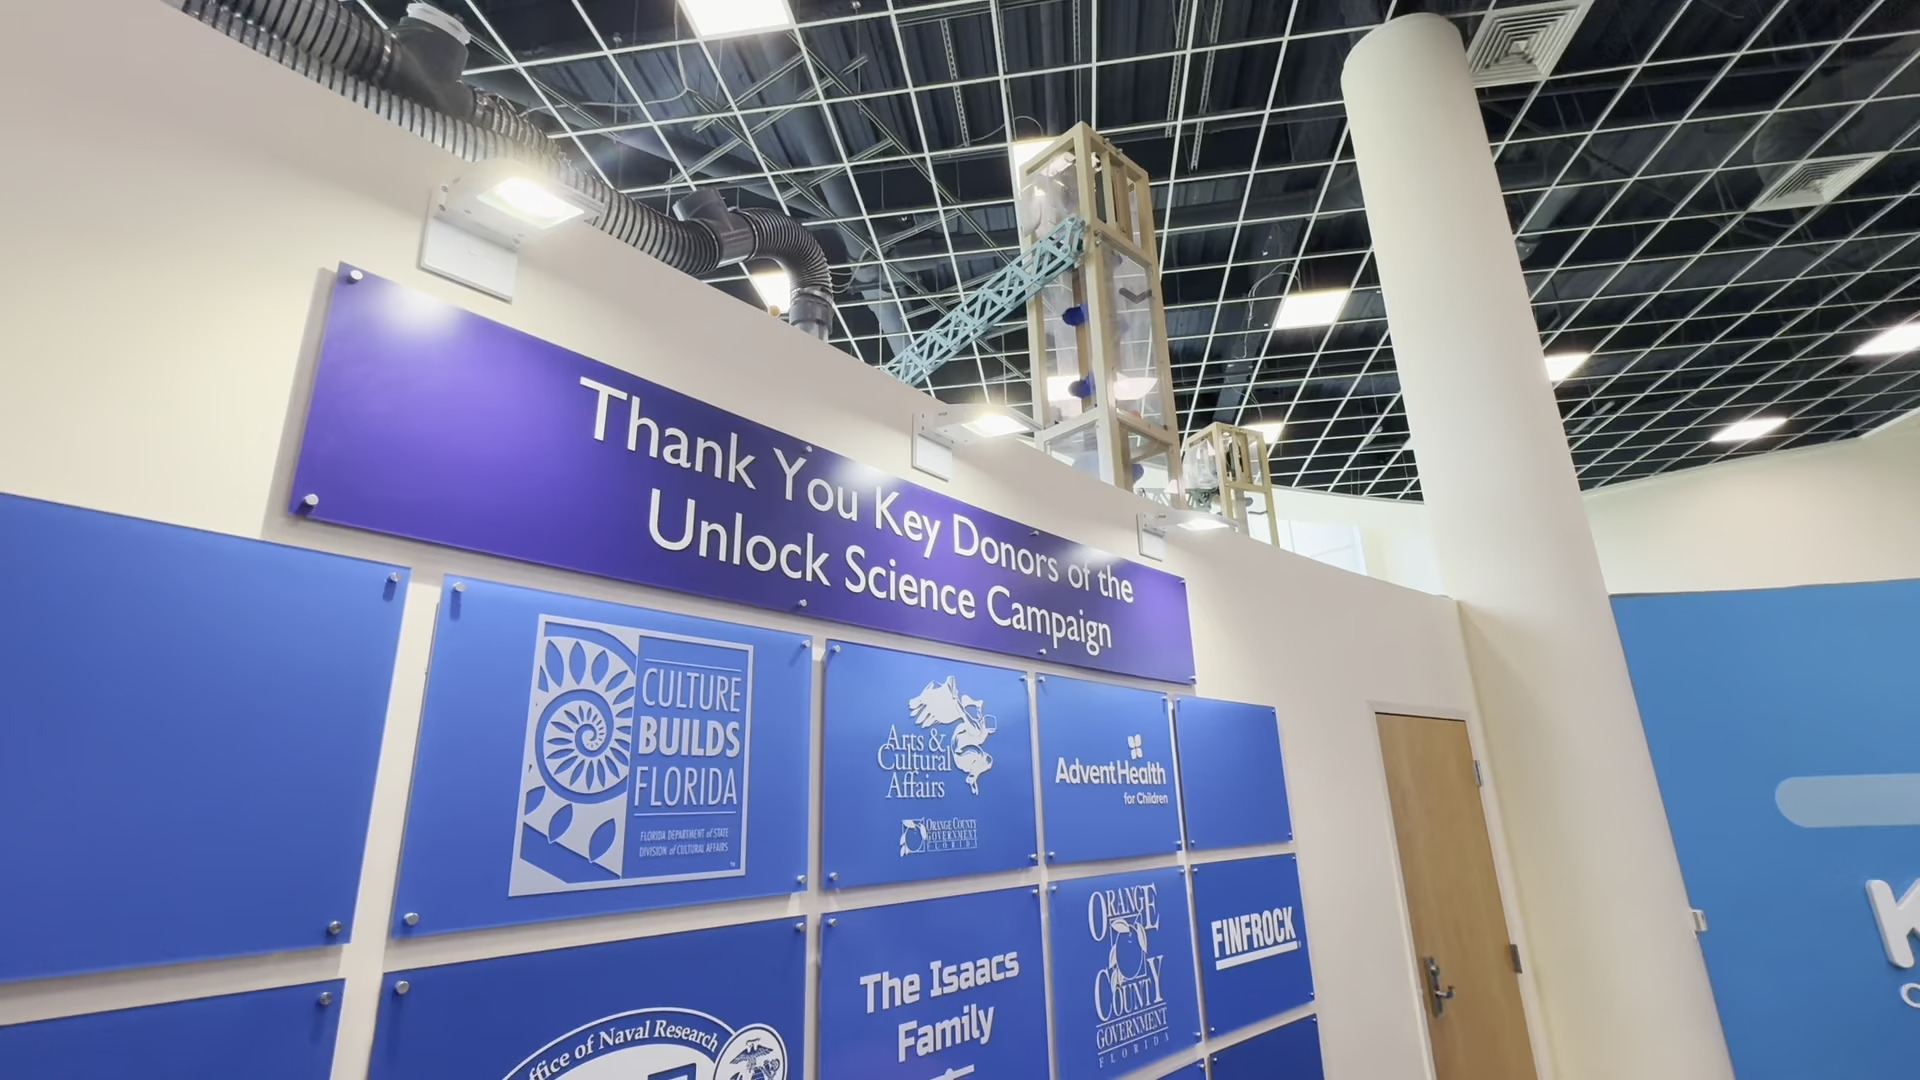 Thank You Key Donors of the
Unlock Science Campaign
CULTURE
BUILDS
FLORIDA
FLORIDA DEPARTMENT of STATE
DIVISION of CULTURAL AFFAIRS
Arts &
Cultural
Affairs
ORANGE COUNTY
GOVERNMENT
FLORIDA
AdventHealth
for Children
The Isaacs
Family
ORANGE
COUNTY
GOVERNMENT
FLORIDA
FINFROCK
ffice of Naval Research
K